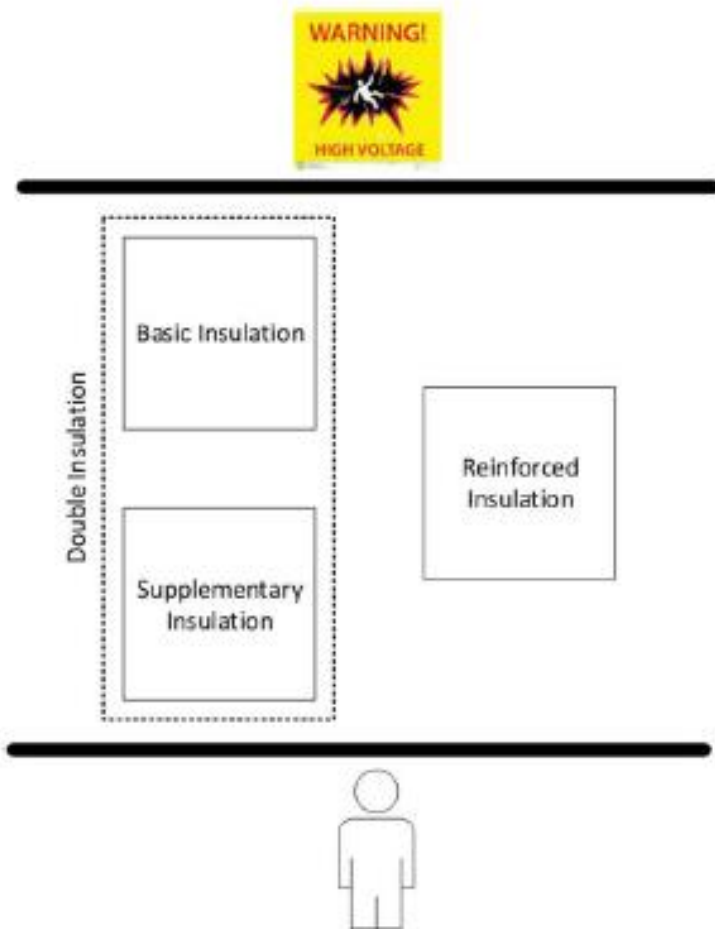 WARNING!
HIGH VOLTAGE
Basic Insulation
Double Insulation
Reinforced
Insulation
Supplementary
Insulation